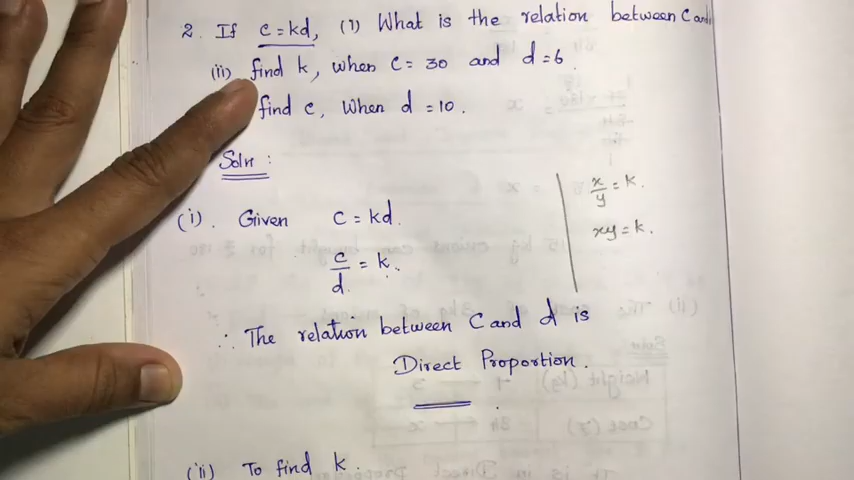 2. If c=kd, (i) What is the relation between C and
(ii) find k, when c = 30 and d = 6.
find c, When d = 10.
Soln :
(i). Given c = kd.
c/d = k.
x/y = k.
xy = k.
∴ The relation between C and d is
Direct Proportion.
(ii) To find k.